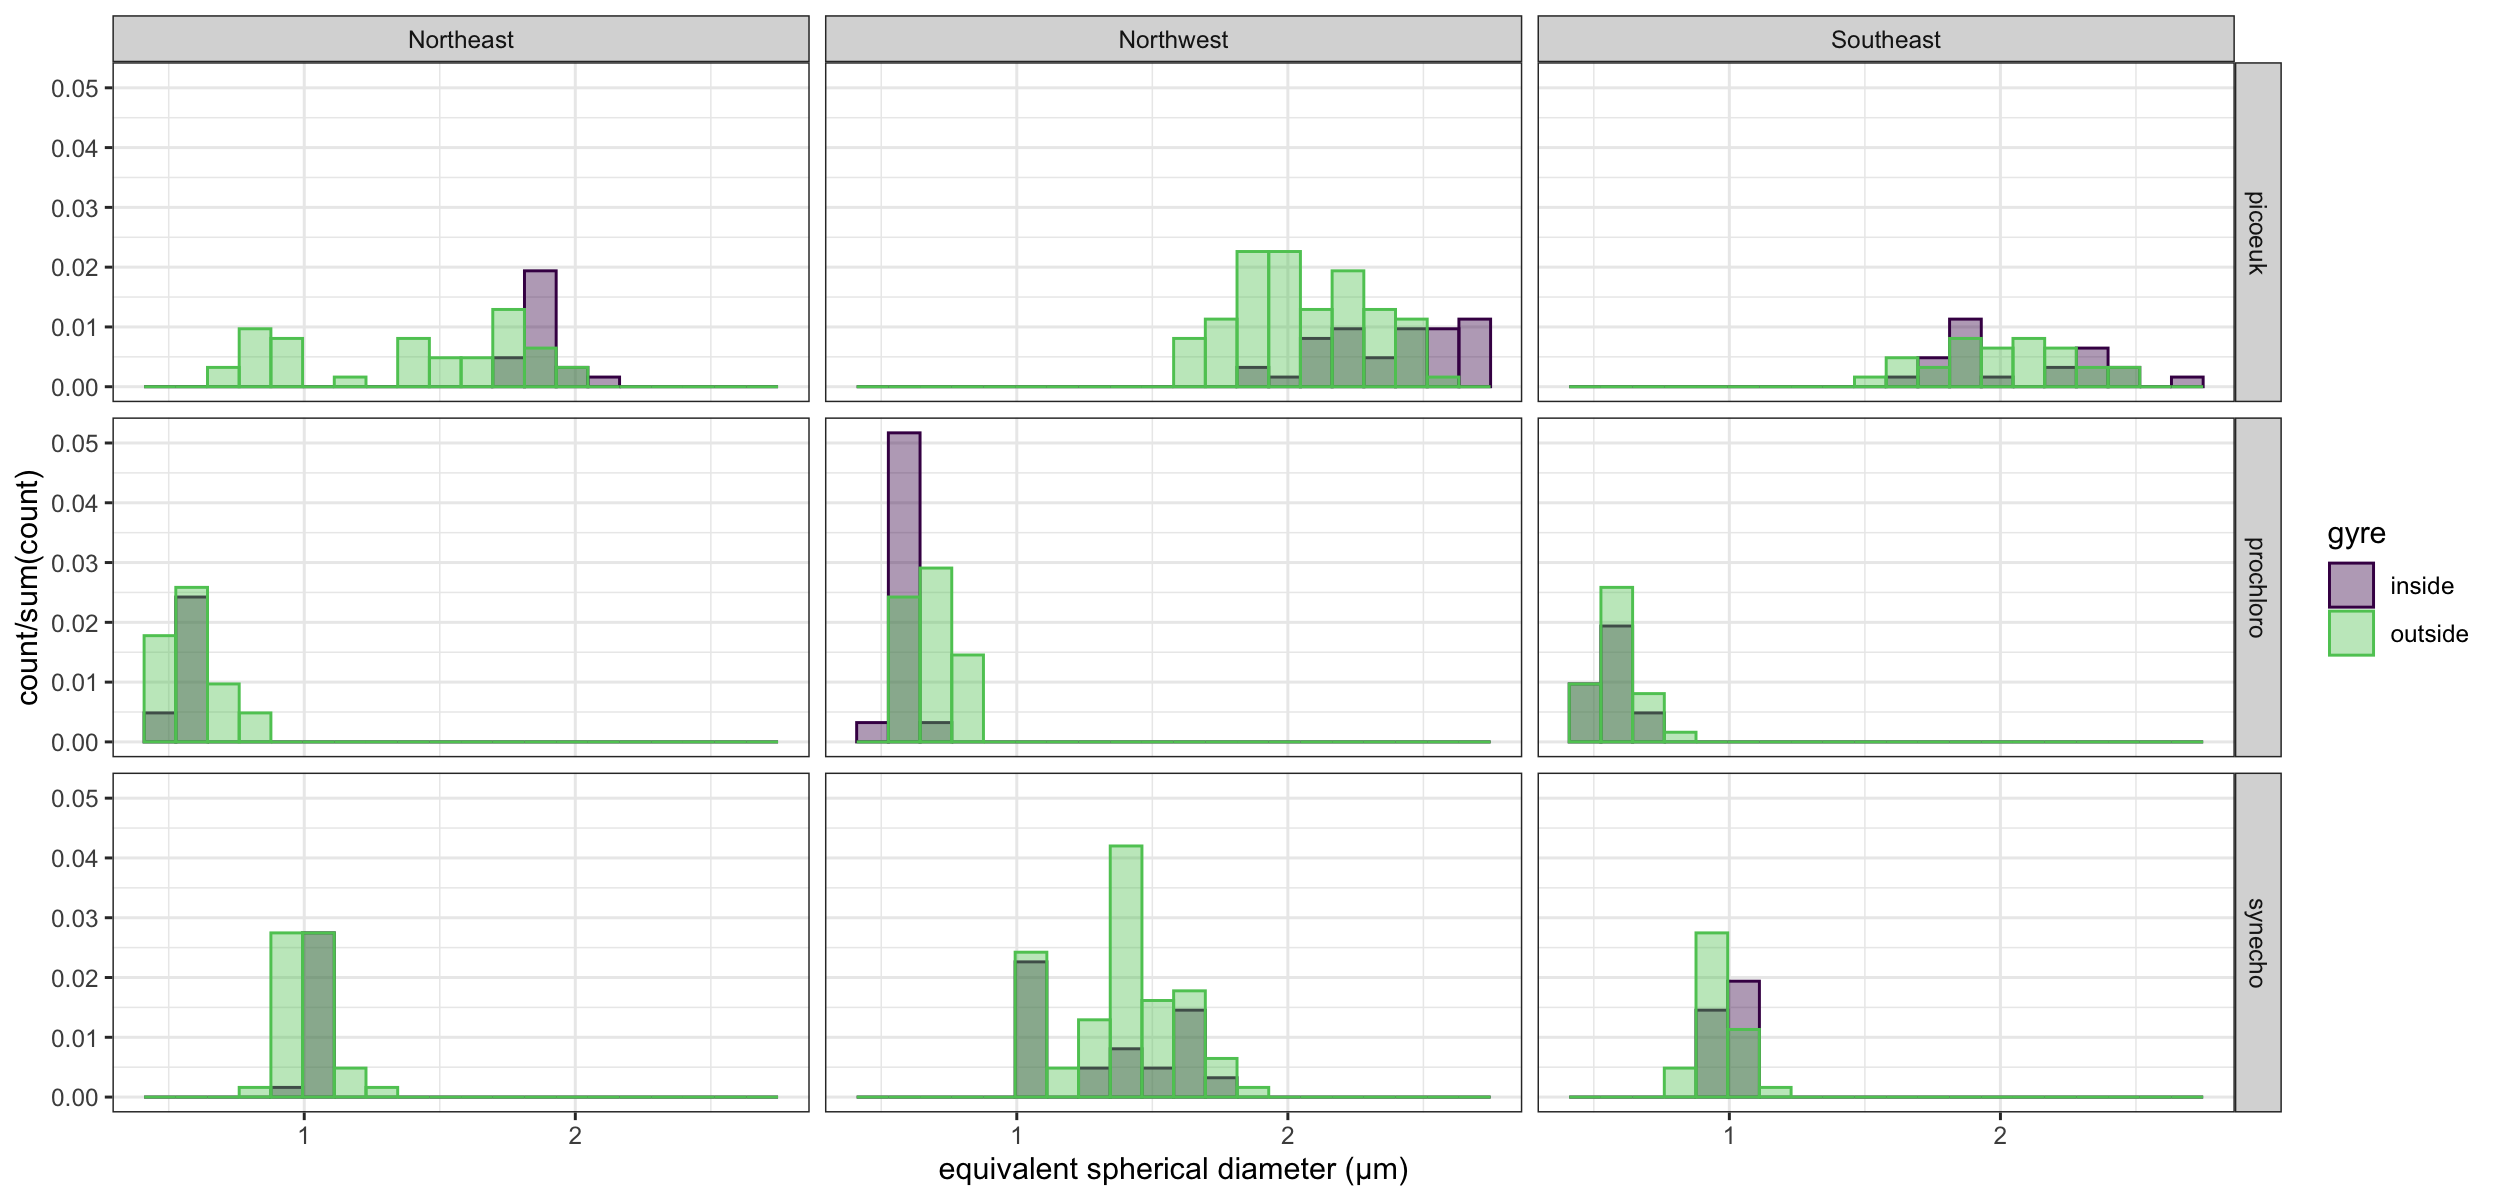 Northeast
Northwest
Southeast
0.05
0.04
0.03
0.02
0.01
0.00
picoeuk
0.05
0.04
0.03
0.02
0.01
0.00
prochloro
0.05
0.04
0.03
0.02
0.01
0.00
synecho
count/sum(count)
1
2
1
2
1
2
equivalent spherical diameter (μm)
gyre
inside
outside